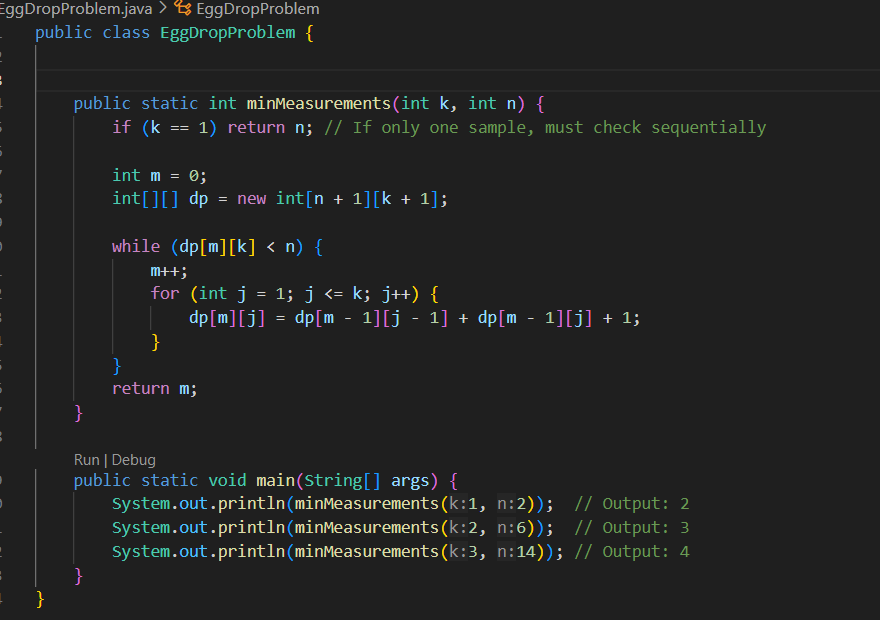 EggDropProblem.java > EggDropProblem
public class EggDropProblem {
public static int minMeasurements(int k, int n) {
if (k == 1) return n; // If only one sample, must check sequentially
int m = 0;
int[][] dp = new int[n + 1][k + 1];
while (dp[m][k] < n) {
m++;
for (int j = 1; j <= k; j++) {
dp[m][j] = dp[m - 1][j - 1] + dp[m - 1][j] + 1;
}
}
return m;
}
Run | Debug
public static void main(String[] args) {
System.out.println(minMeasurements(k:1, n:2));  // Output: 2
System.out.println(minMeasurements(k:2, n:6));  // Output: 3
System.out.println(minMeasurements(k:3, n:14)); // Output: 4
}
}